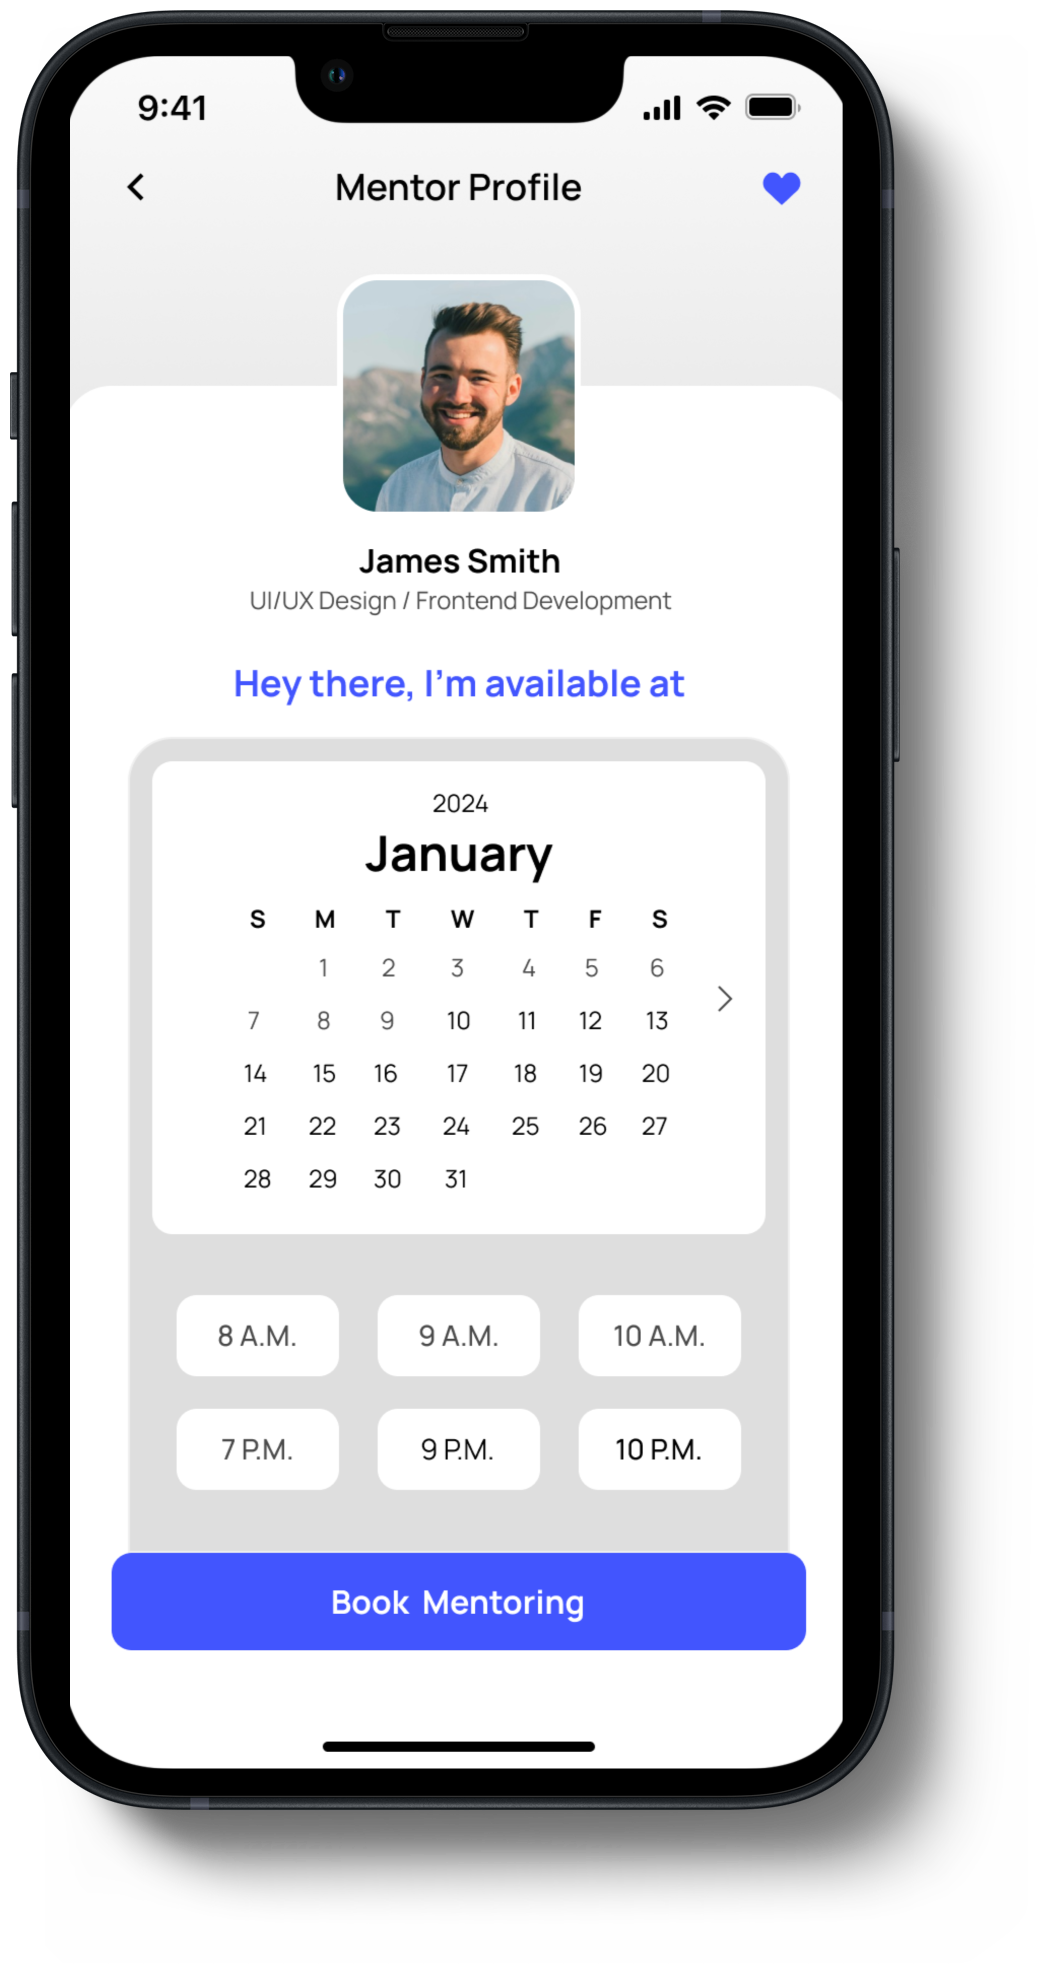 9:41
Mentor Profile
James Smith
UI/UX Design / Frontend Development
Hey there, I'm available at
2024
January
S M T W T F S
1 2 3 4 5 6
7 8 9 10 11 12 13
14 15 16 17 18 19 20
21 22 23 24 25 26 27
28 29 30 31
8 A.M. 9 A.M. 10 A.M.
7 P.M. 9 P.M. 10 P.M.
Book Mentoring